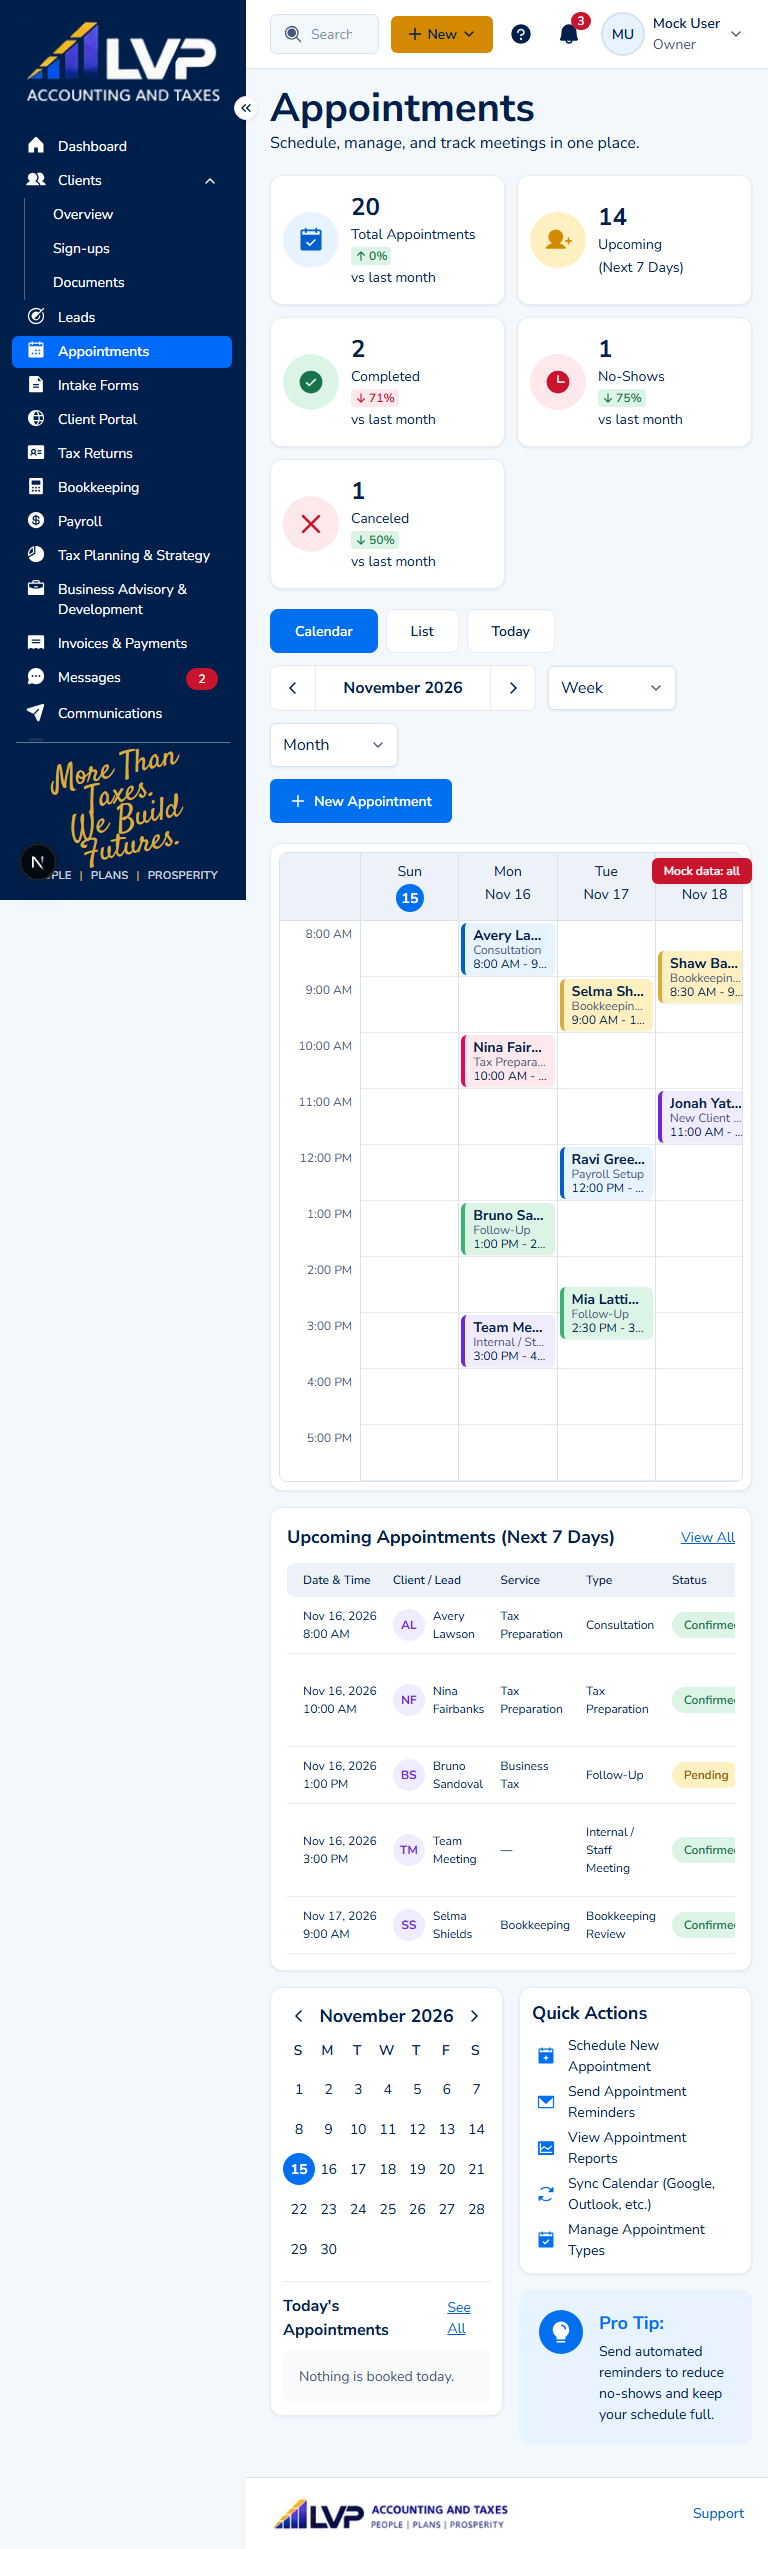 LVP
ACCOUNTING AND TAXES
Search
New
3
MU
Mock User
Owner
Dashboard
Clients
Overview
Sign-ups
Documents
Leads
Appointments
Intake Forms
Client Portal
Tax Returns
Bookkeeping
Payroll
Tax Planning & Strategy
Business Advisory &
Development
Invoices & Payments
Messages
2
Communications
More Than
Taxes.
We Build
Futures.
N
PLE | PLANS | PROSPERITY
Appointments
Schedule, manage, and track meetings in one place.
20
Total Appointments
↑ 0%
vs last month
14
Upcoming
(Next 7 Days)
2
Completed
↓ 71%
vs last month
1
No-Shows
↓ 75%
vs last month
1
Canceled
↓ 50%
vs last month
Calendar
List
Today
November 2026
Week
Month
New Appointment
Mock data: all
Sun
15
Mon
Nov 16
Tue
Nov 17
Nov 18
8:00 AM
9:00 AM
10:00 AM
11:00 AM
12:00 PM
1:00 PM
2:00 PM
3:00 PM
4:00 PM
5:00 PM
Avery La...
Consultation
8:00 AM - 9...
Nina Fair...
Tax Prepara...
10:00 AM - ...
Bruno Sa...
Follow-Up
1:00 PM - 2...
Team Me...
Internal / St...
3:00 PM - 4...
Selma Sh...
Bookkeepin...
9:00 AM - 1...
Ravi Gree...
Payroll Setup
12:00 PM - ...
Mia Latti...
Follow-Up
2:30 PM - 3...
Shaw Ba...
Bookkeepin...
8:30 AM - 9...
Jonah Yat...
New Client ...
11:00 AM - ...
Upcoming Appointments (Next 7 Days)
View All
Date & Time Client / Lead Service Type Status
Nov 16, 2026
8:00 AM
AL
Avery
Lawson
Tax
Preparation
Consultation
Confirmed
Nov 16, 2026
10:00 AM
NF
Nina
Fairbanks
Tax
Preparation
Tax
Preparation
Confirmed
Nov 16, 2026
1:00 PM
BS
Bruno
Sandoval
Business
Tax
Follow-Up
Pending
Nov 16, 2026
3:00 PM
TM
Team
Meeting
—
Internal /
Staff
Meeting
Confirmed
Nov 17, 2026
9:00 AM
SS
Selma
Shields
Bookkeeping
Bookkeeping
Review
Confirmed
November 2026
S M T W T F S
1 2 3 4 5 6 7
8 9 10 11 12 13 14
15 16 17 18 19 20 21
22 23 24 25 26 27 28
29 30
Today's
Appointments
See
All
Nothing is booked today.
Quick Actions
Schedule New
Appointment
Send Appointment
Reminders
View Appointment
Reports
Sync Calendar (Google,
Outlook, etc.)
Manage Appointment
Types
Pro Tip:
Send automated
reminders to reduce
no-shows and keep
your schedule full.
LVP
ACCOUNTING AND TAXES
PEOPLE | PLANS | PROSPERITY
Support